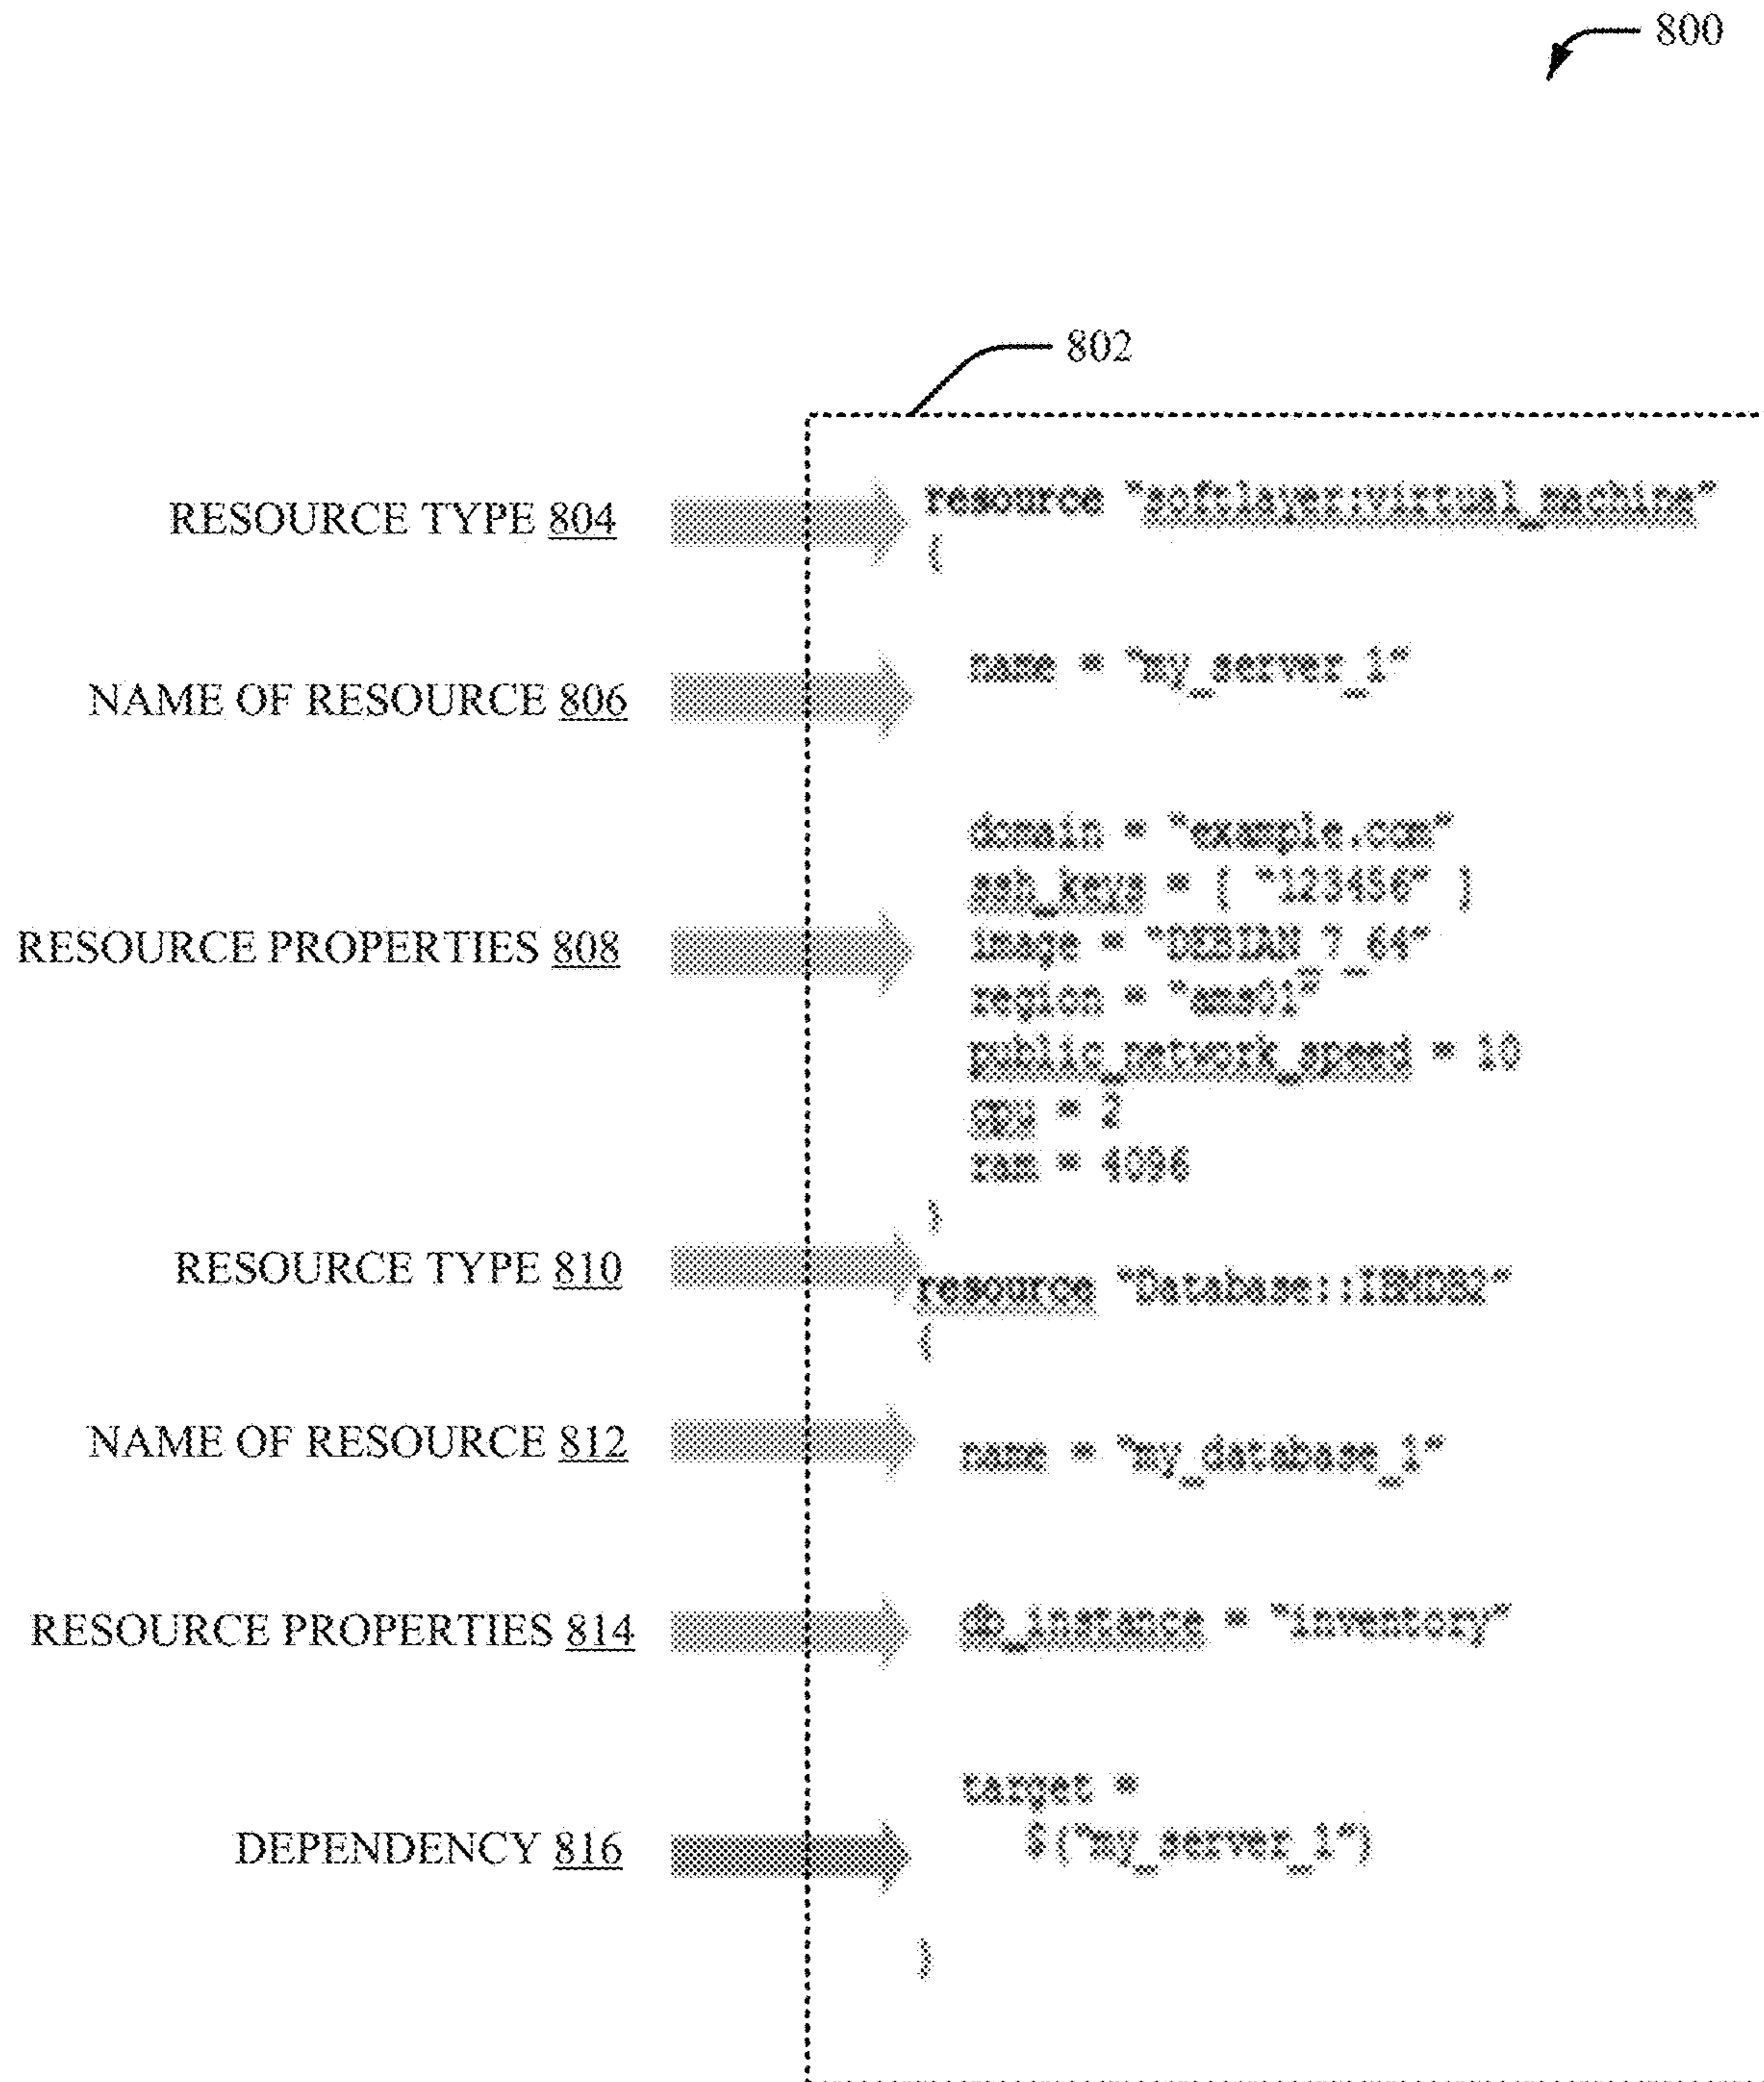 800
802
RESOURCE TYPE 804
resource "softlayer:virtual_machine"
{
NAME OF RESOURCE 806
name = "my_server_1"
domain = "example.com"
ssh_keys = { "123456" }
RESOURCE PROPERTIES 808
image = "DEBIAN_7_64"
region = "ams01"
public_network_speed = 10
cpu = 2
ram = 4096
}
RESOURCE TYPE 810
resource "Database::IBMDB2"
{
NAME OF RESOURCE 812
name = "my_database_1"
RESOURCE PROPERTIES 814
db_instance = "inventory"
target =
DEPENDENCY 816
${"my_server_1"}
}